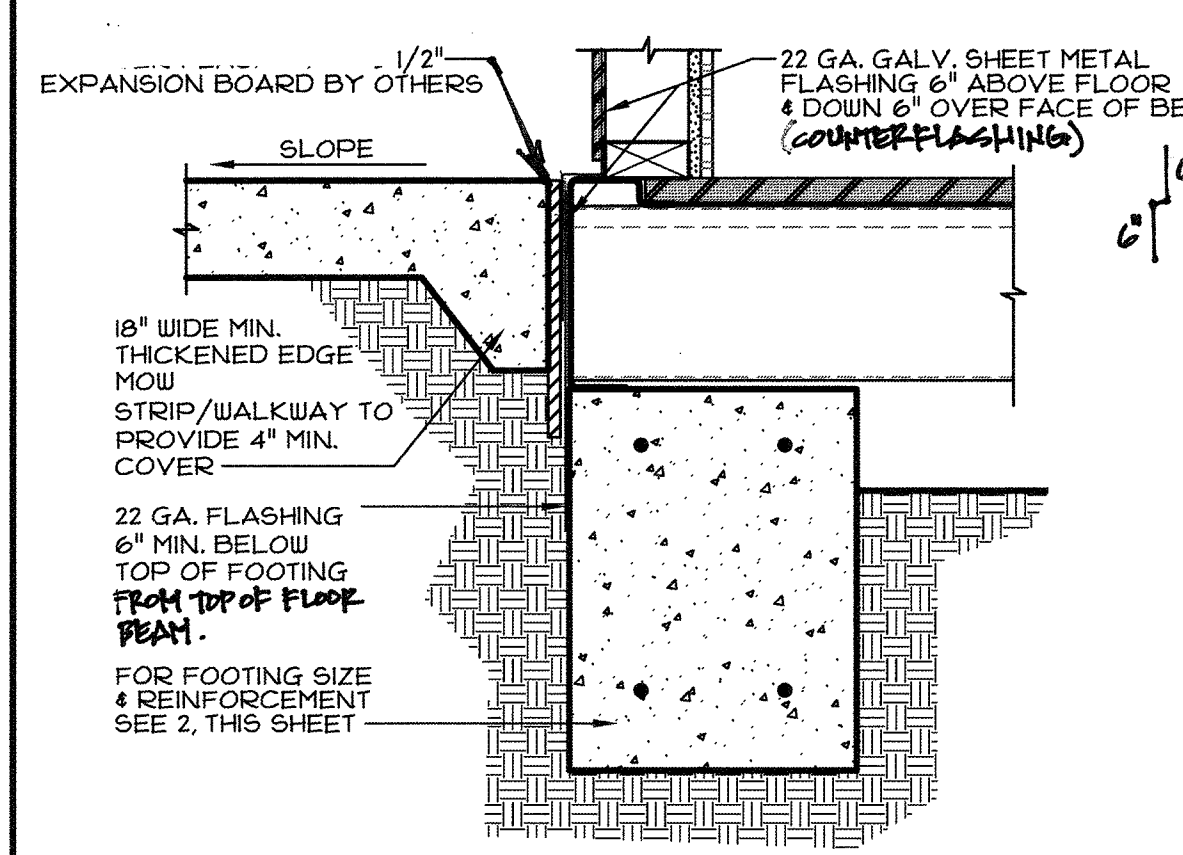 1/2"
EXPANSION BOARD BY OTHERS
SLOPE
22 GA. GALV. SHEET METAL
FLASHING 6" ABOVE FLOOR
& DOWN 6" OVER FACE OF BE
(COUNTERFLASHING)
6"
18" WIDE MIN.
THICKENED EDGE
MOW
STRIP/WALKWAY TO
PROVIDE 4" MIN.
COVER
22 GA. FLASHING
6" MIN. BELOW
TOP OF FOOTING
FROM TOP OF FLOOR
BEAM.
FOR FOOTING SIZE
& REINFORCEMENT
SEE 2, THIS SHEET